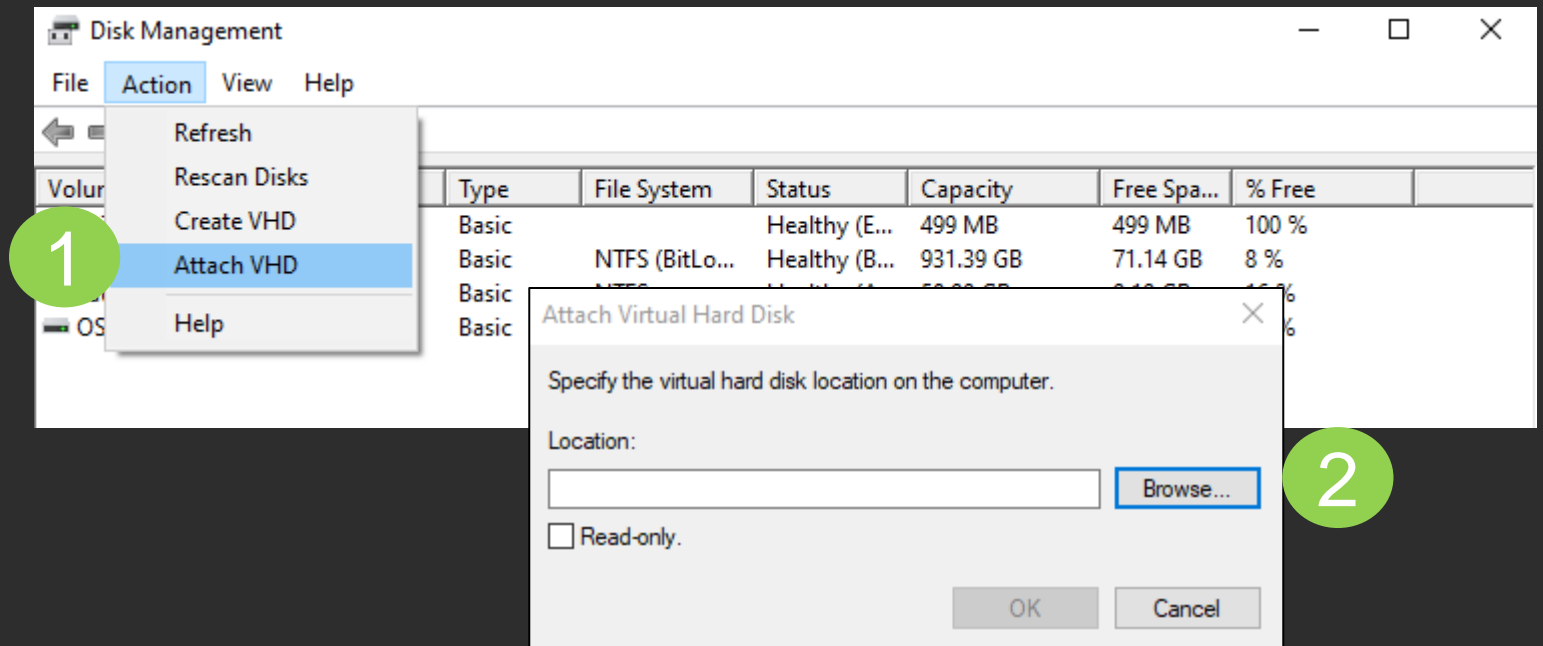 Disk Management
File Action View Help
Refresh
Rescan Disks
Create VHD
Attach VHD
Help
1
Type File System Status Capacity Free Spa... % Free
Basic Healthy (E... 499 MB 499 MB 100 %
Basic NTFS (BitLo... Healthy (B... 931.39 GB 71.14 GB 8 %
Basic
OS Basic
Attach Virtual Hard Disk
Specify the virtual hard disk location on the computer.
Location:
Browse...
2
Read-only.
OK Cancel